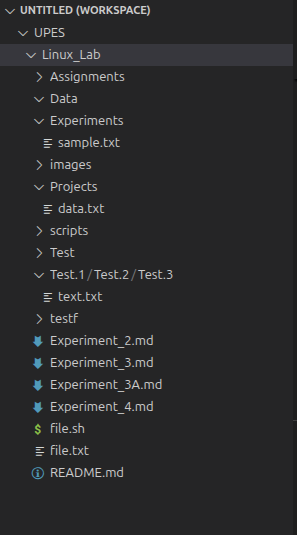 UNTITLED (WORKSPACE)
UPES
Linux_Lab
Assignments
Data
Experiments
sample.txt
images
Projects
data.txt
scripts
Test
Test.1/Test.2/Test.3
text.txt
testf
Experiment_2.md
Experiment_3.md
Experiment_3A.md
Experiment_4.md
$ file.sh
file.txt
README.md